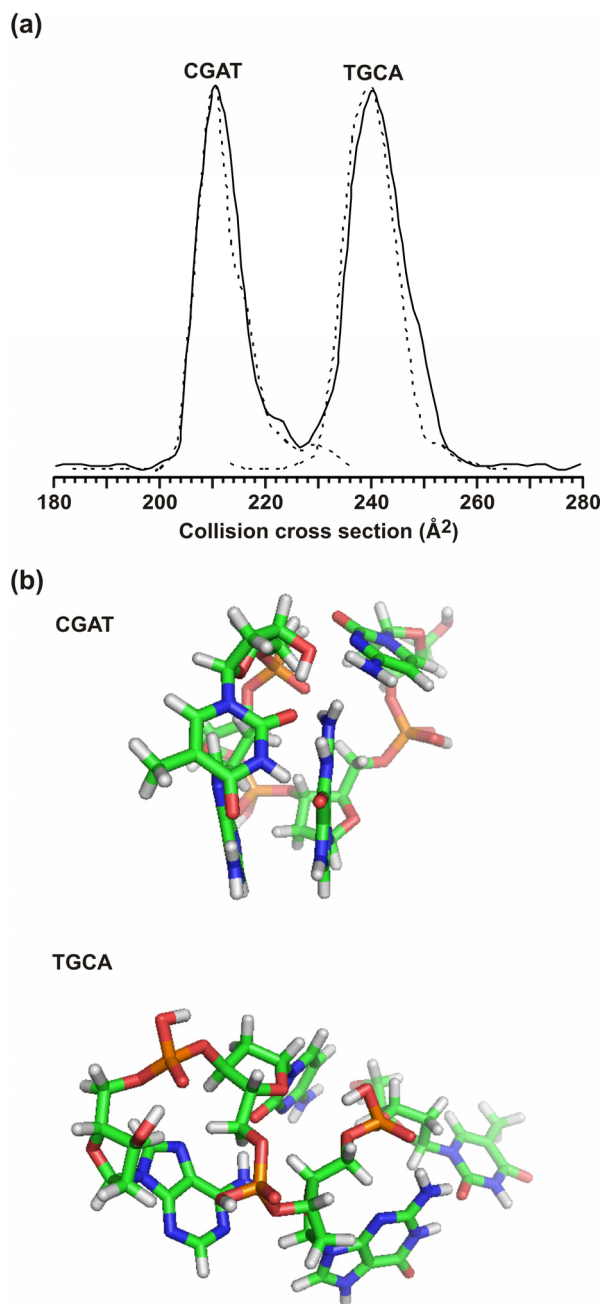 (a)
CGAT TGCA
180 200 220 240 260 280
Collision cross section (Å²)
(b)
CGAT
TGCA